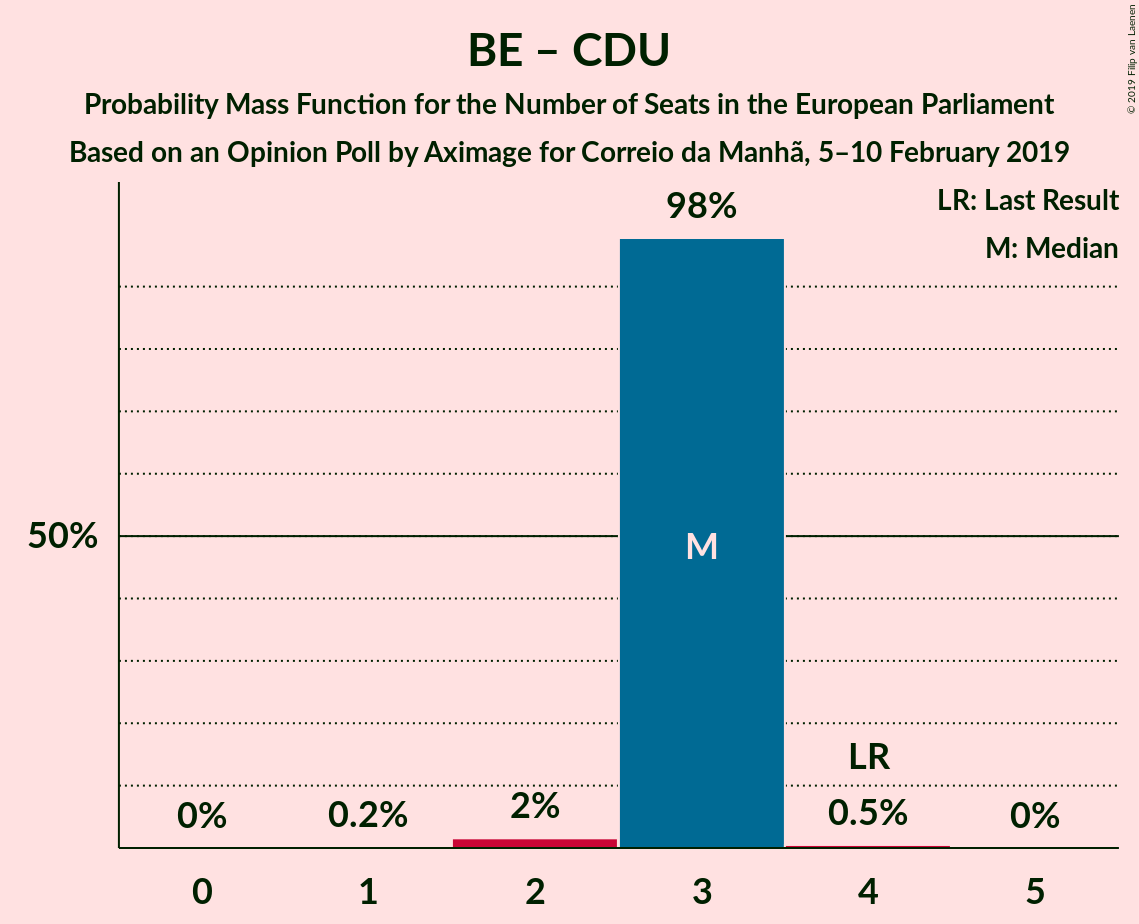 BE – CDU
Probability Mass Function for the Number of Seats in the European Parliament
Based on an Opinion Poll by Aximage for Correio da Manhã, 5–10 February 2019
© 2019 Filip van Laenen
LR: Last Result
M: Median
98%
50%
M
LR
0%
0.2%
2%
0.5%
0%
0
1
2
3
4
5